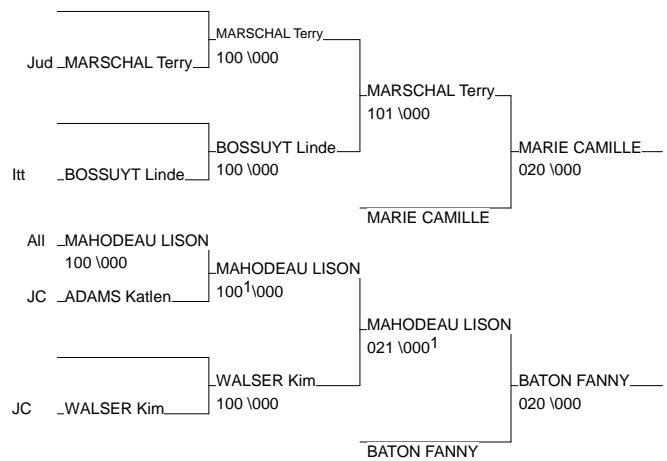 MARSCHAL Terry
Jud MARSCHAL Terry 100 \000
MARSCHAL Terry
101 \000
BOSSUYT Linde MARIE CAMILLE
Itt BOSSUYT Linde 100 \000 020 \000
MARIE CAMILLE
All MAHODEAU LISON
100 \000 MAHODEAU LISON
JC ADAMS Katlen 100¹\000
MAHODEAU LISON
021 \000¹
WALSER Kim BATON FANNY
JC WALSER Kim 100 \000 020 \000
BATON FANNY